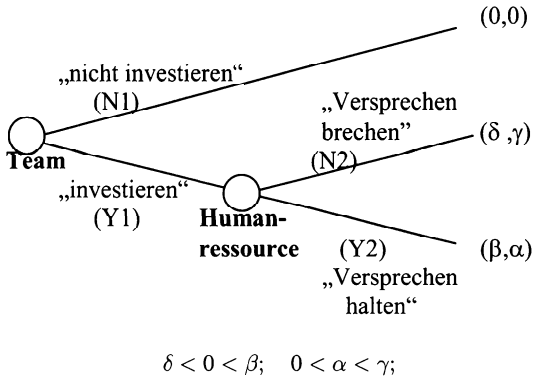 (0,0)
„nicht investieren“
(N1)
„Versprechen
brechen”
(N2)
(δ ,γ)
Team
„investieren“
(Y1)
Human-
ressource
(Y2)
(β,α)
„Versprechen
halten“
δ < 0 < β; 0 < α < γ;